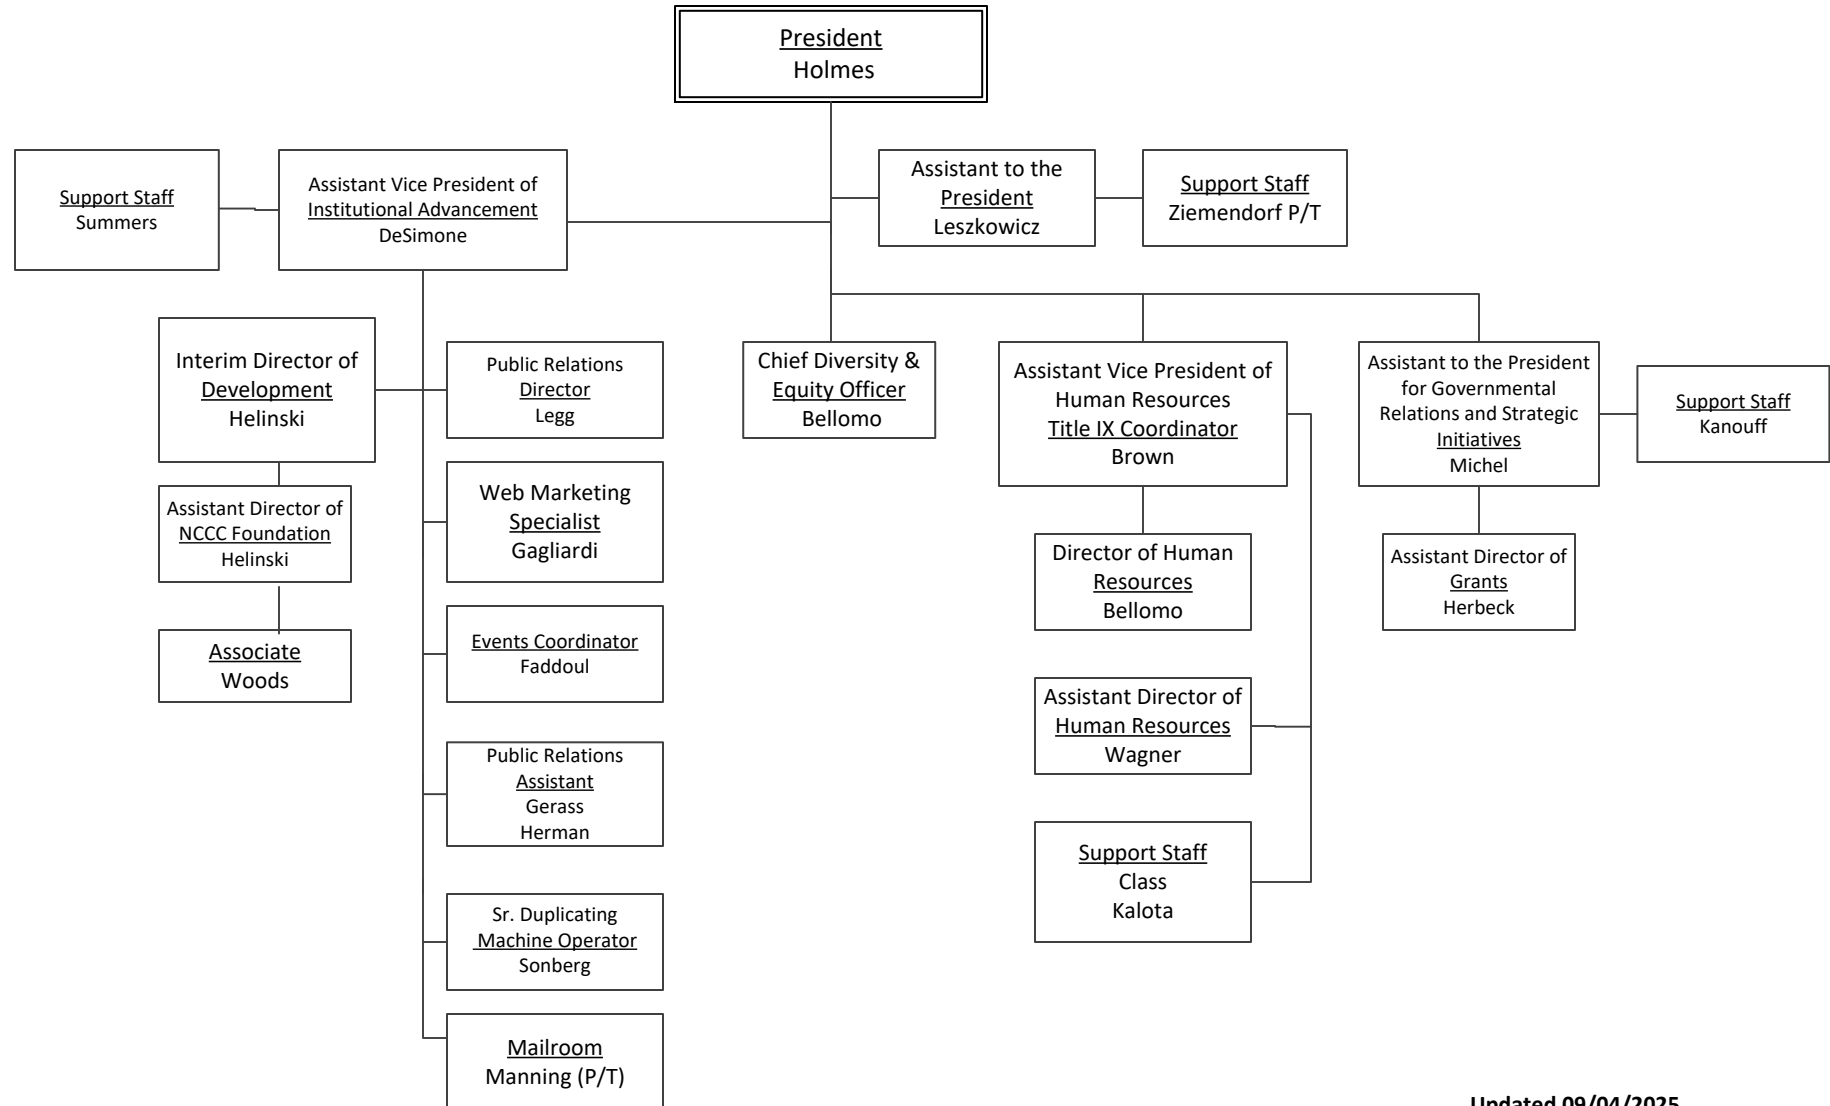 President
Holmes
Support Staff
Summers
Assistant Vice President of
Institutional Advancement
DeSimone
Assistant to the
President
Leszkowicz
Support Staff
Ziemendorf P/T
Interim Director of
Development
Helinski
Public Relations
Director
Legg
Chief Diversity &
Equity Officer
Bellomo
Assistant Vice President of
Human Resources
Title IX Coordinator
Brown
Assistant to the President
for Governmental
Relations and Strategic
Initiatives
Michel
Support Staff
Kanouff
Assistant Director of
NCCC Foundation
Helinski
Web Marketing
Specialist
Gagliardi
Director of Human
Resources
Bellomo
Assistant Director of
Grants
Herbeck
Associate
Woods
Events Coordinator
Faddoul
Assistant Director of
Human Resources
Wagner
Public Relations
Assistant
Gerass
Herman
Support Staff
Class
Kalota
Sr. Duplicating
Machine Operator
Sonberg
Mailroom
Manning (P/T)
Updated 09/04/2025